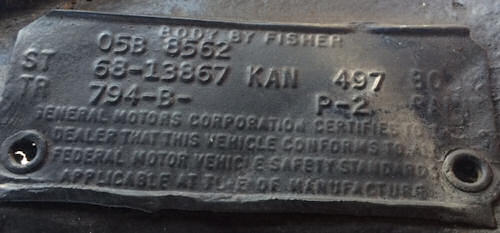 BODY BY FISHER
05B 8562
ST 68-13867 KAN 497 BO
TR 794-B- P-2
GENERAL MOTORS CORPORATION CERTIFIES TO
DEALER THAT THIS VEHICLE CONFORMS TO
FEDERAL MOTOR VEHICLE SAFETY STANDARDS
APPLICABLE AT TIME OF MANUFACTURE